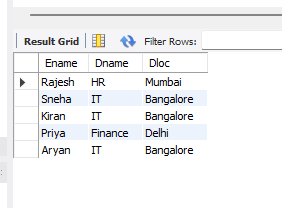 Result Grid Filter Rows:
Ename Dname Dloc
Rajesh HR Mumbai
Sneha IT Bangalore
Kiran IT Bangalore
Priya Finance Delhi
Aryan IT Bangalore